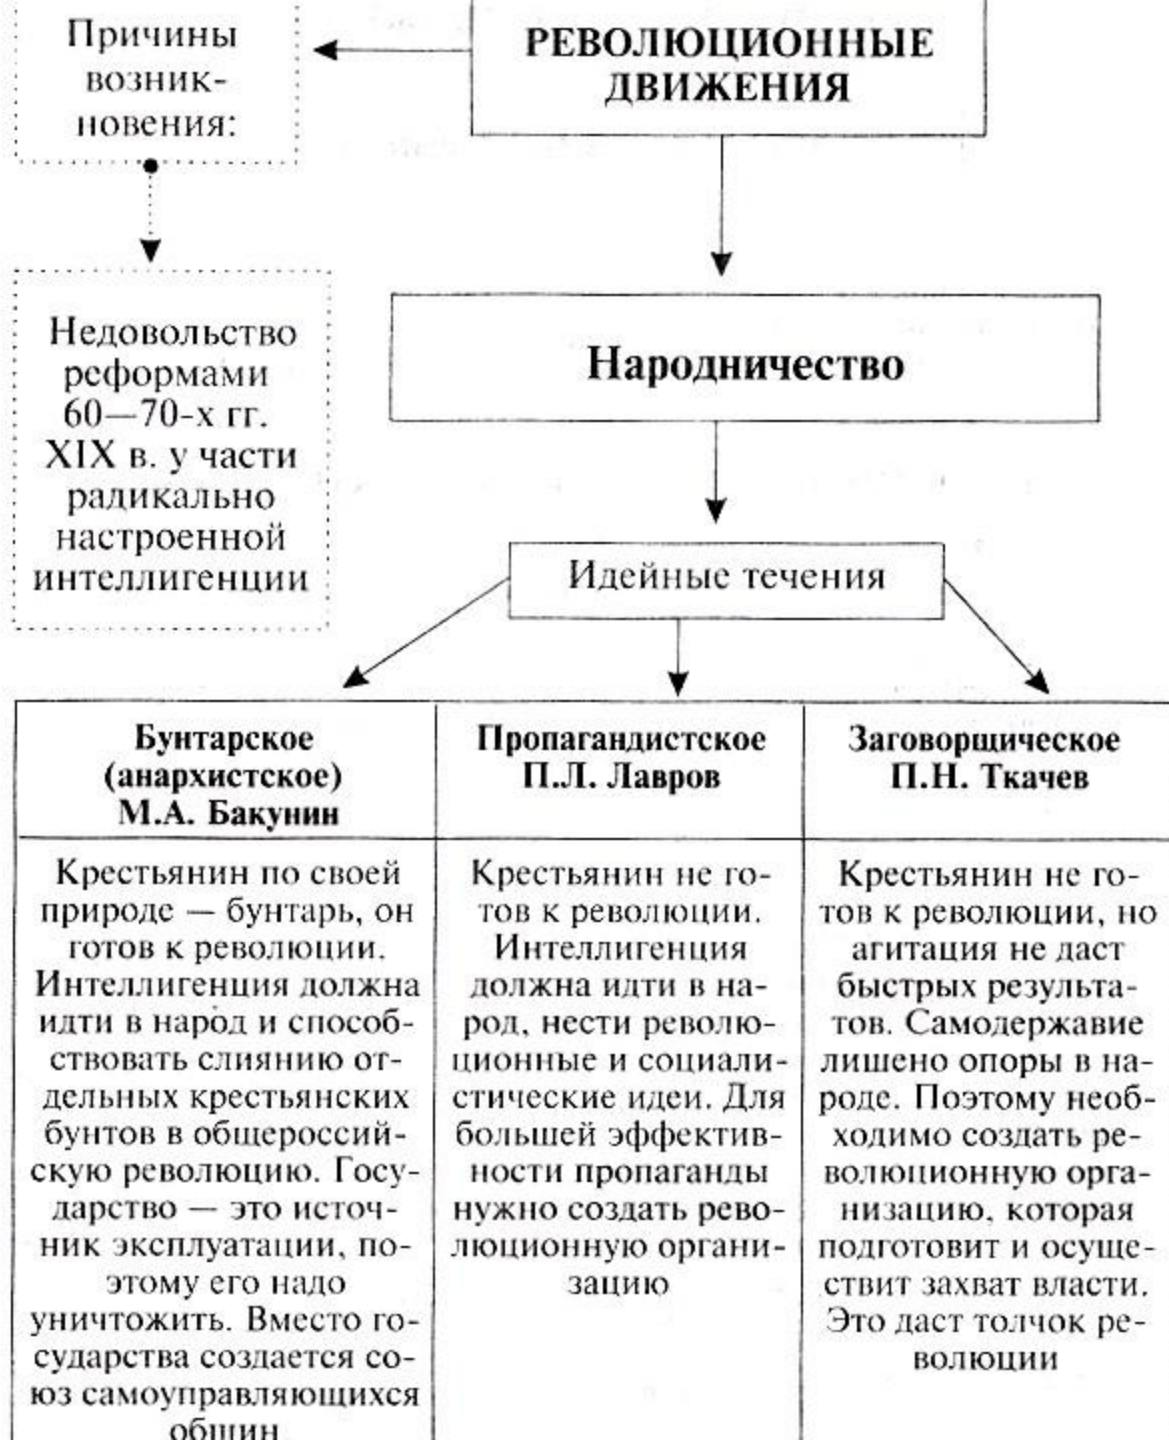 Причины
возник-
новения:
РЕВОЛЮЦИОННЫЕ
ДВИЖЕНИЯ
Недовольство
реформами
60—70-х гг.
XIX в. у части
радикально
настроенной
интеллигенции
Народничество
Идейные течения
Бунтарское
(анархистское)
М.А. Бакунин
Крестьянин по своей
природе — бунтарь, он
готов к революции.
Интеллигенция должна
идти в народ и способ-
ствовать слиянию от-
дельных крестьянских
бунтов в общероссий-
скую революцию. Госу-
дарство — это источ-
ник эксплуатации, по-
этому его надо
уничтожить. Вместо го-
сударства создается со-
юз самоуправляющихся
общин
Пропагандистское
П.Л. Лавров
Крестьянин не го-
тов к революции.
Интеллигенция
должна идти в на-
род, нести револю-
ционные и социали-
стические идеи. Для
большей эффектив-
ности пропаганды
нужно создать рево-
люционную органи-
зацию
Заговорщическое
П.Н. Ткачев
Крестьянин не го-
тов к революции, но
агитация не даст
быстрых результа-
тов. Самодержавие
лишено опоры в на-
роде. Поэтому необ-
ходимо создать ре-
волюционную орга-
низацию, которая
подготовит и осуще-
ствит захват власти.
Это даст толчок ре-
волюции